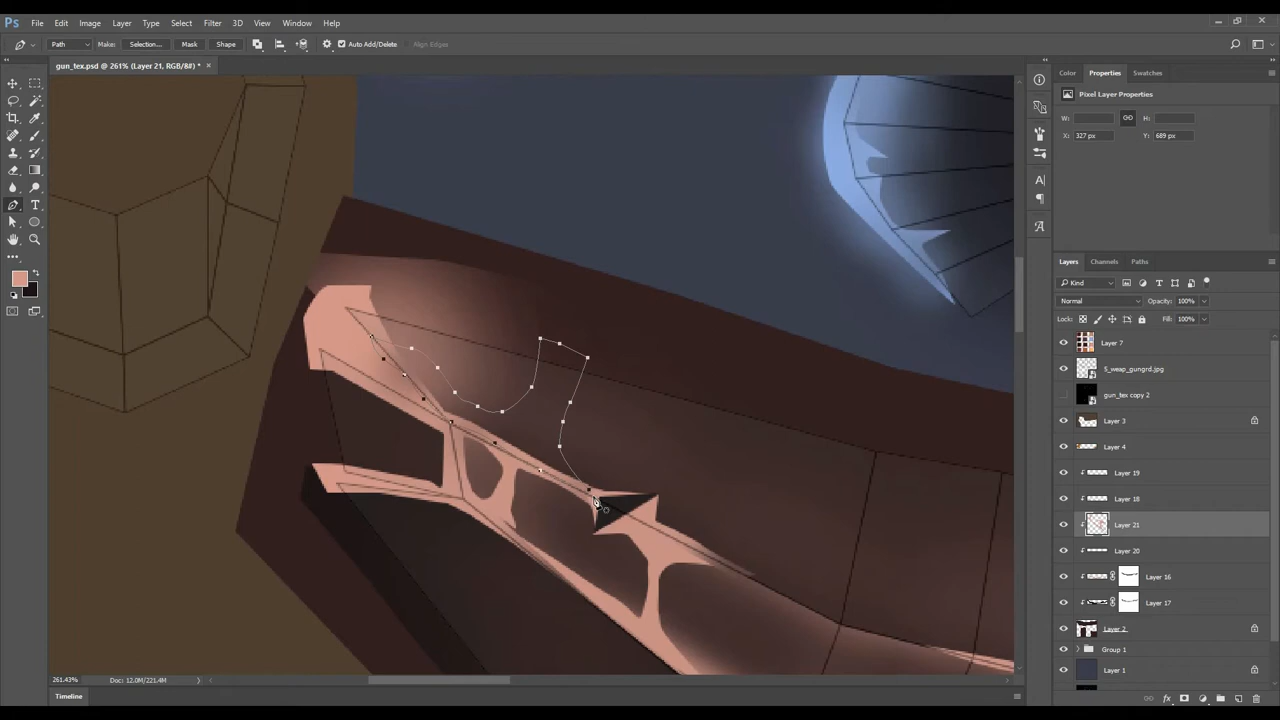 Ps File Edit Image Layer Type Select Filter 3D View Window Help
Path Make: Selection... Mask Shape Auto Add/Delete Align Edges
gun_tex.psd @ 261% (Layer 21, RGB/8#) * ×
Color Properties Swatches
Pixel Layer Properties
W: H:
X: 327 px Y: 689 px
Layers Channels Paths
Kind
Normal Opacity: 100%
Lock: Fill: 100%
Layer 7
S_weap_gungrd.jpg
gun_tex copy 2
Layer 3
Layer 4
Layer 19
Layer 18
Layer 21
Layer 20
Layer 16
Layer 17
Layer 2
Group 1
Layer 1
261.43% Doc: 12.0M/221.4M
Timeline